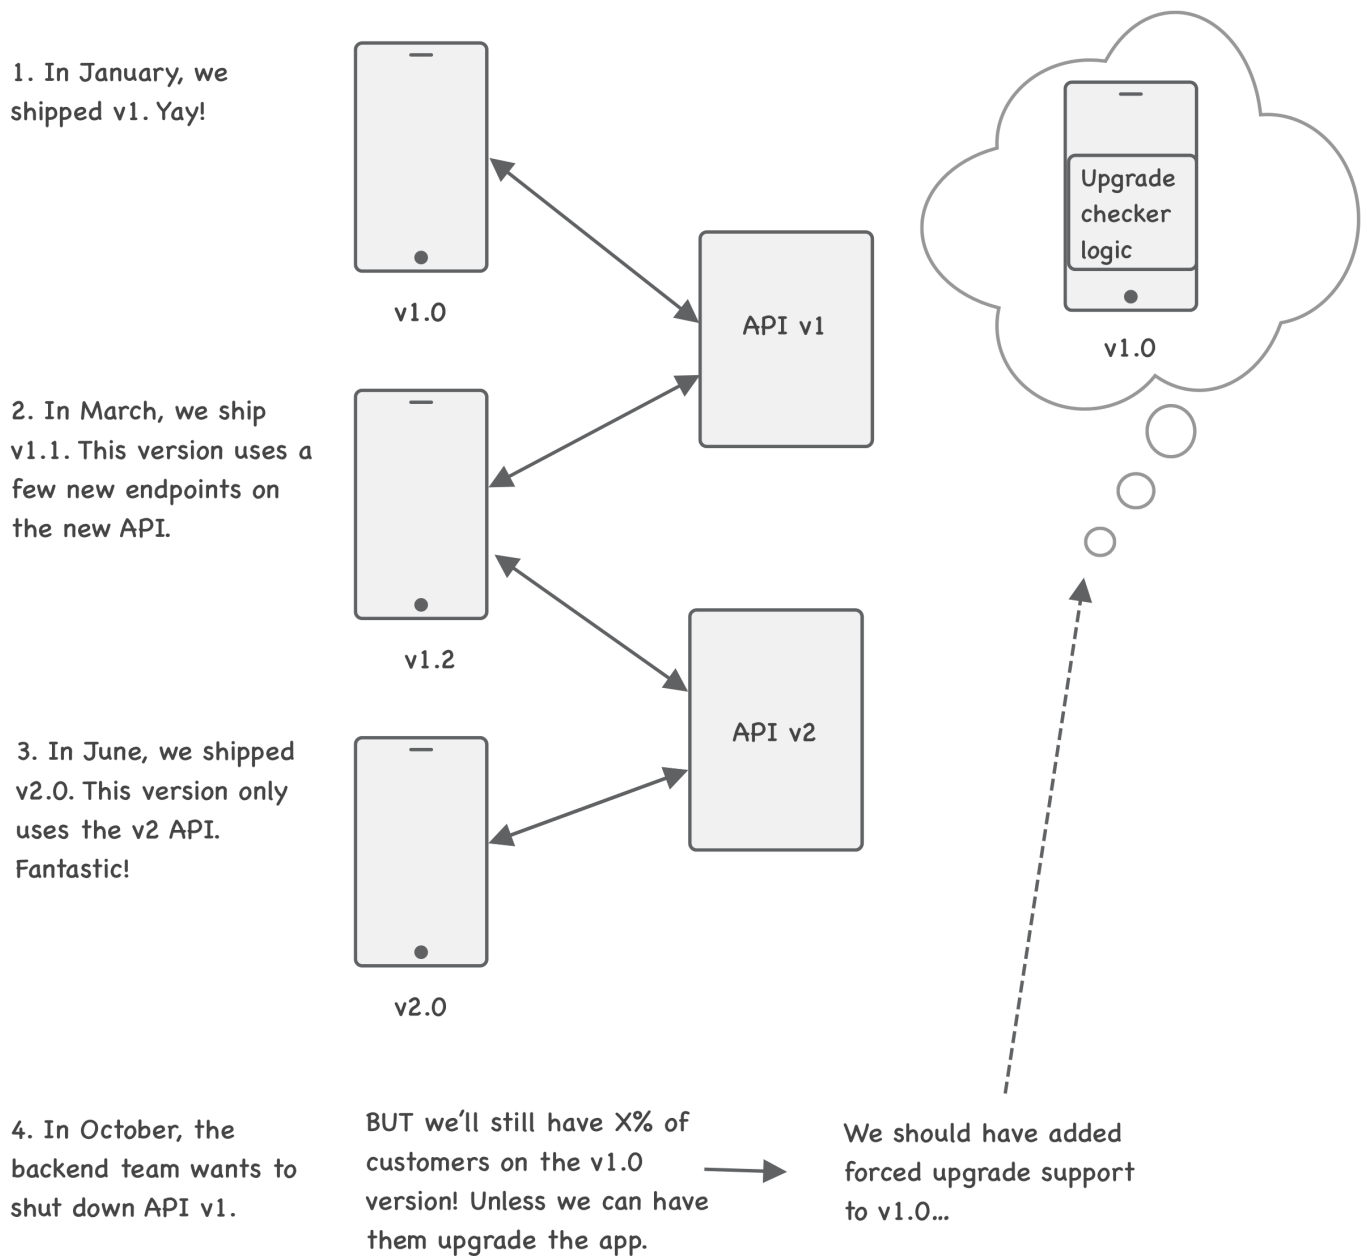 1. In January, we
shipped v1. Yay!
v1.0
API v1
Upgrade
checker
logic
v1.0
2. In March, we ship
v1.1. This version uses a
few new endpoints on
the new API.
v1.2
API v2
3. In June, we shipped
v2.0. This version only
uses the v2 API.
Fantastic!
v2.0
4. In October, the
backend team wants to
shut down API v1.
BUT we'll still have X% of
customers on the v1.0
version! Unless we can have
them upgrade the app.
We should have added
forced upgrade support
to v1.0...